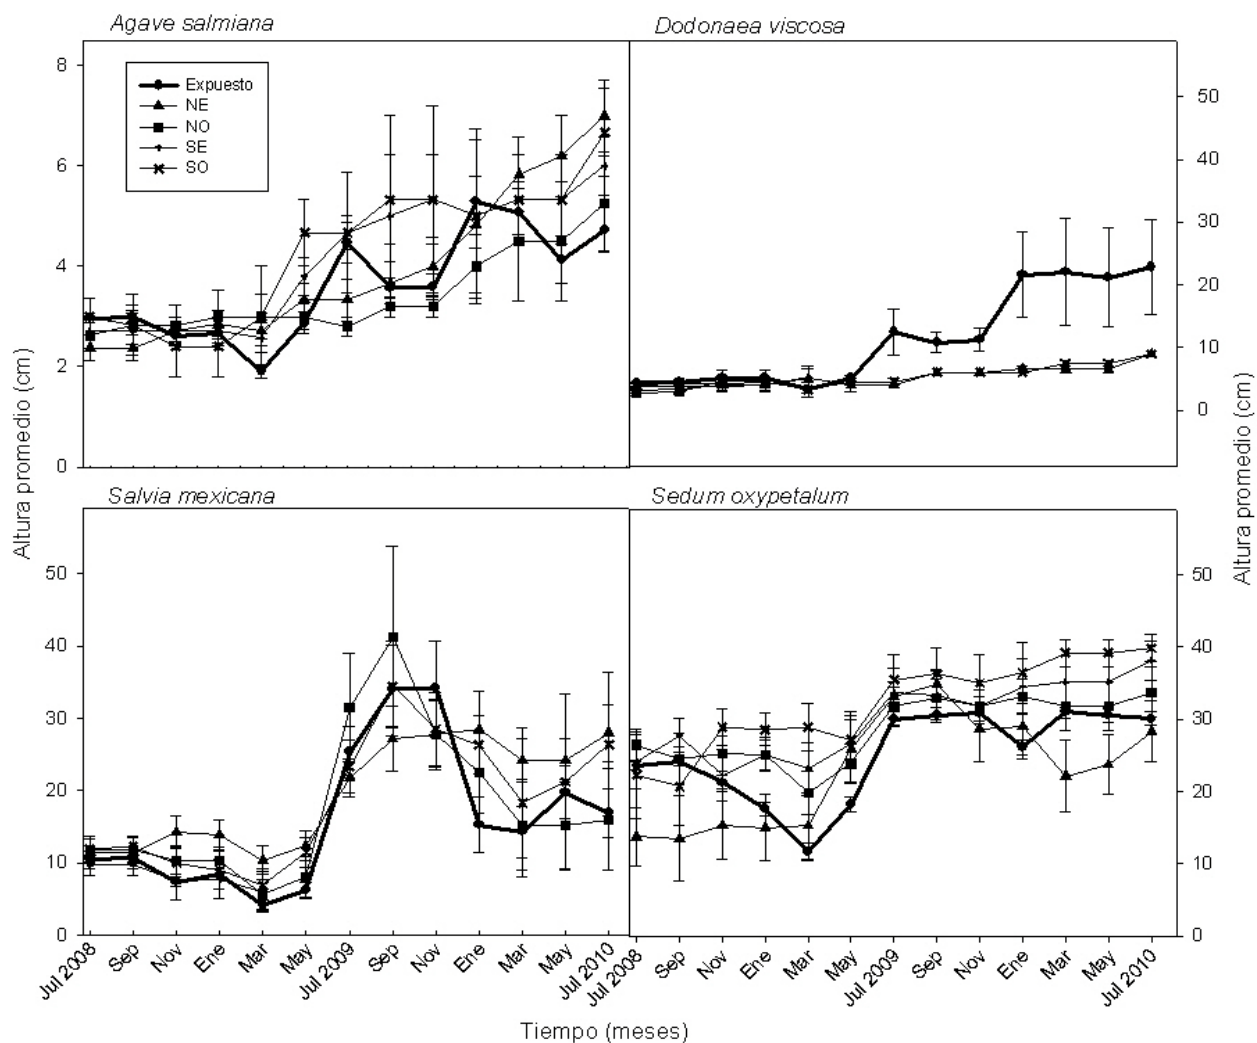 Agave salmiana
Dodonaea viscosa
Expuesto
NE
NO
SE
SO
8
6
4
2
0
50
40
30
20
10
0
Altura promedio (cm)
Altura promedio (cm)
Salvia mexicana
Sedum oxypetalum
50
40
30
20
10
0
50
40
30
20
10
0
Jul 2008
Sep
Nov
Ene
Mar
May
Jul 2009
Sep
Nov
Ene
Mar
May
Jul 2010
Jul 2008
Sep
Nov
Ene
Mar
May
Jul 2009
Sep
Nov
Ene
Mar
May
Jul 2010
Tiempo (meses)